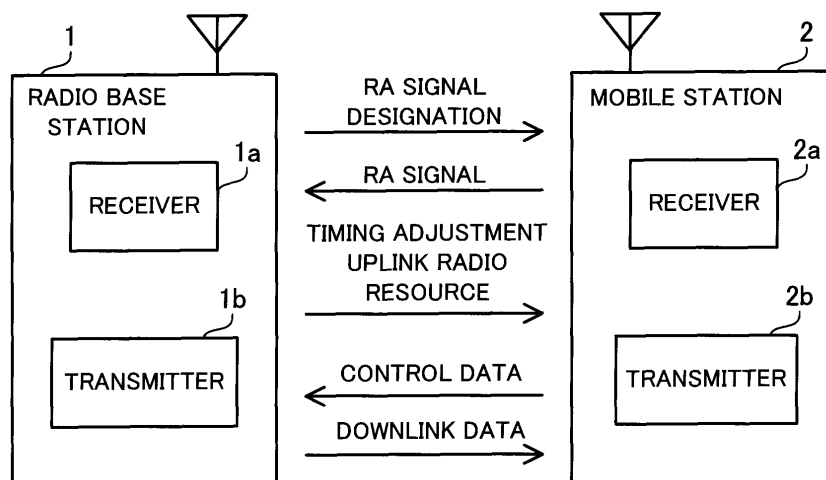 1
RADIO BASE
STATION
1a
RECEIVER
1b
TRANSMITTER
RA SIGNAL
DESIGNATION
RA SIGNAL
TIMING ADJUSTMENT
UPLINK RADIO
RESOURCE
CONTROL DATA
DOWNLINK DATA
2
MOBILE STATION
2a
RECEIVER
2b
TRANSMITTER